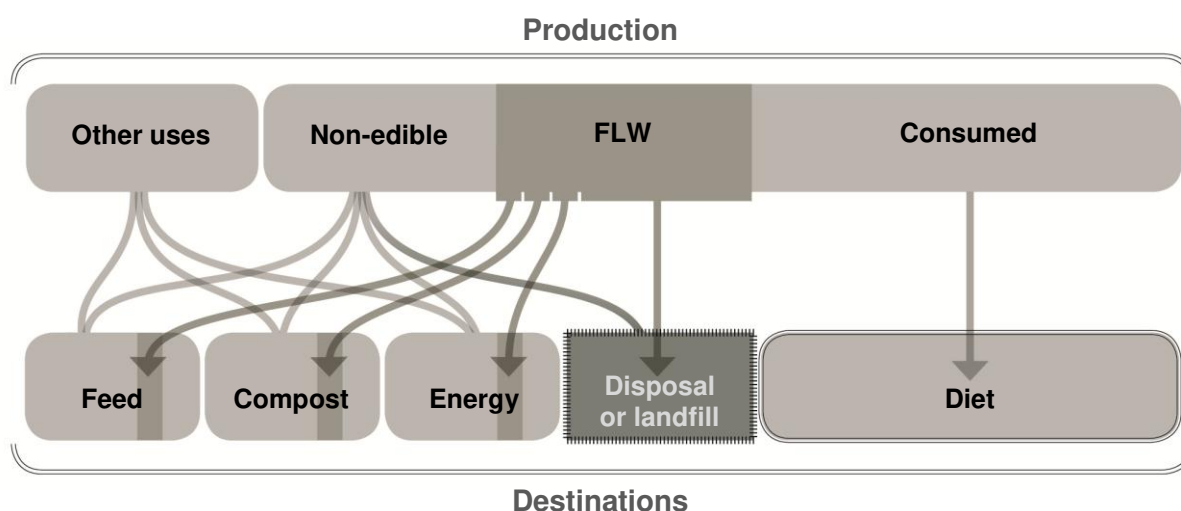 Production
Other uses
Non-edible
FLW
Consumed
Feed
Compost
Energy
Disposal
or landfill
Diet
Destinations